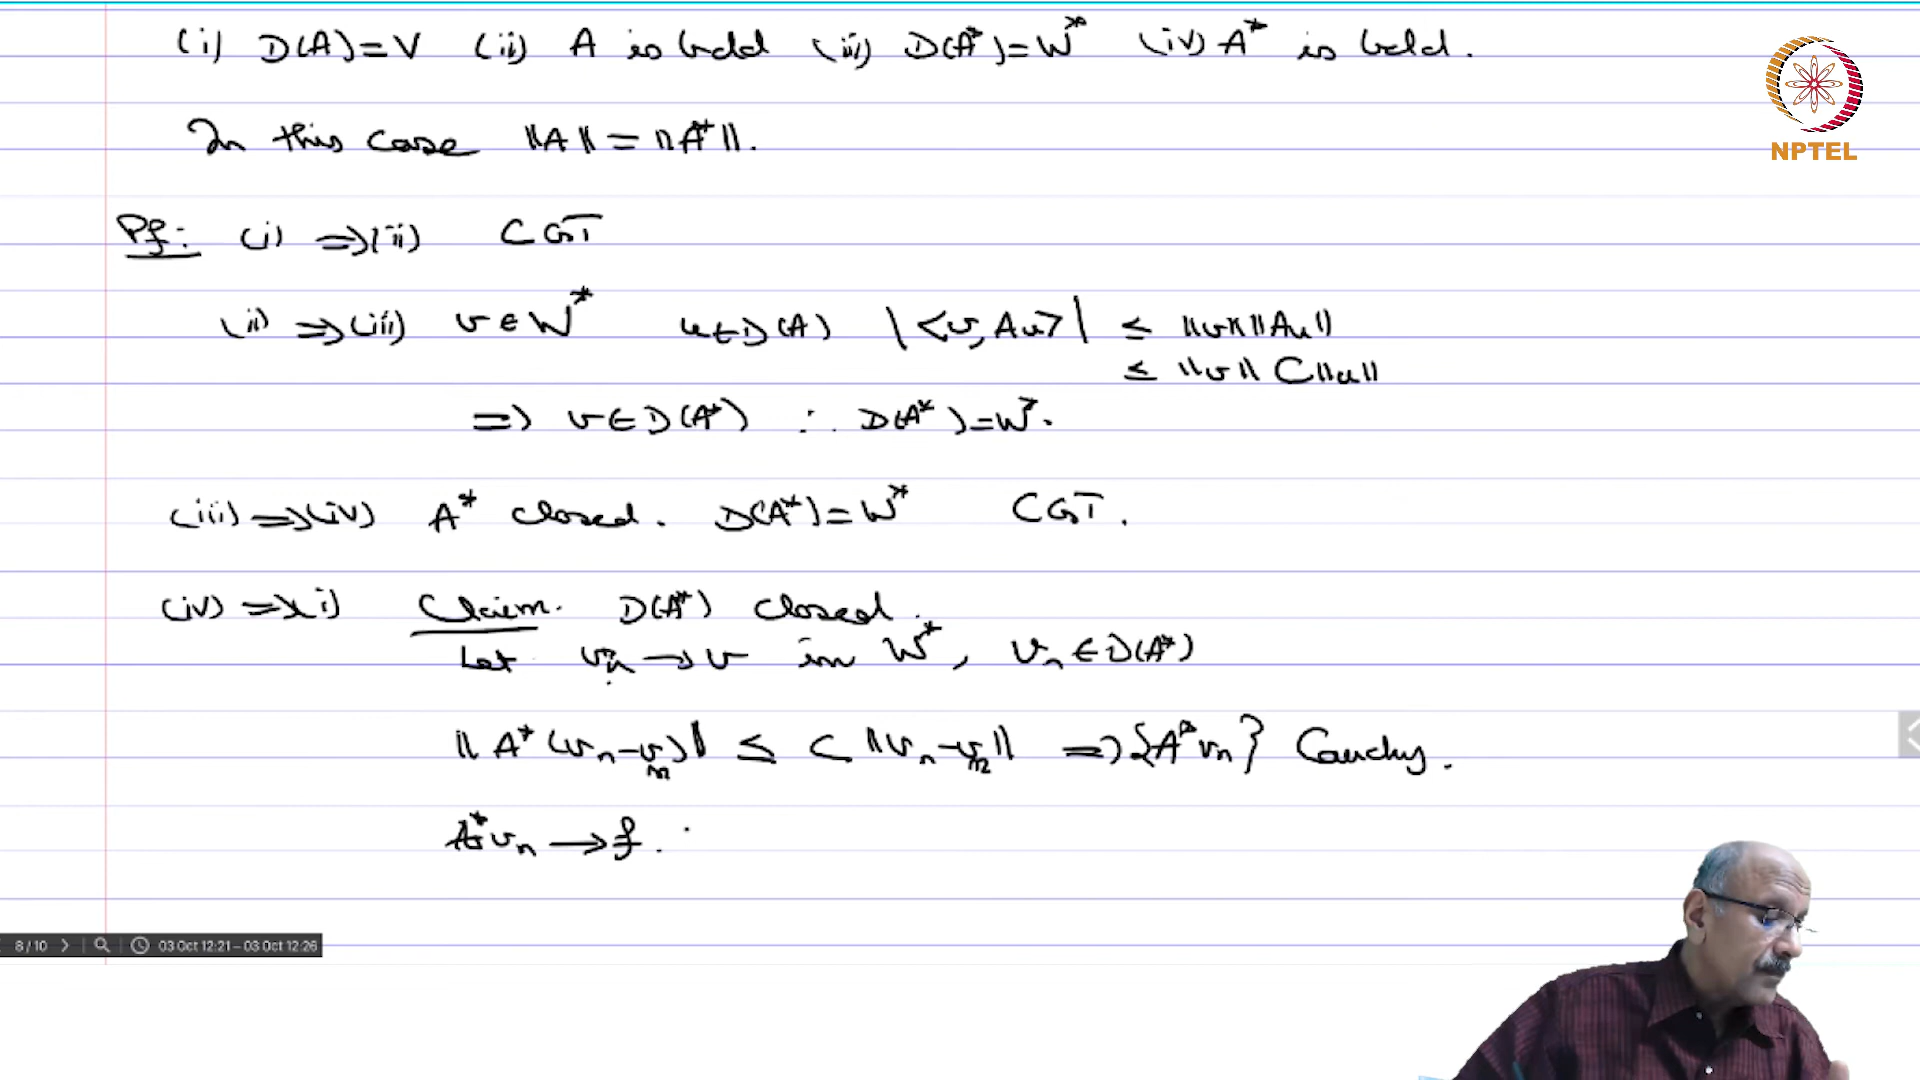 (i) D(A)=V (ii) A is bdd (iii) D(A*)=W* (iv) A* is bdd.
In this case ||A|| = ||A*||.
NPTEL
Pf: (i) ⇒ (ii) CGT
(ii) ⇒ (iii) v ∈ W* u ∈ D(A) |<v, Au>| ≤ ||v|| ||Au||
≤ ||v|| C||u||
⇒ v ∈ D(A*) ∴ D(A*)=W*.
(iii) ⇒ (iv) A* closed. D(A*)=W* CGT.
(iv) ⇒ (i) Claim. D(A*) closed.
Let vn → v in W*, vn ∈ D(A*)
||A*(vn-vm)|| ≤ C ||vn-vm|| ⇒ {A*vn} Cauchy.
A*vn → f.
8/10 03 Oct 12:21 – 03 Oct 12:26